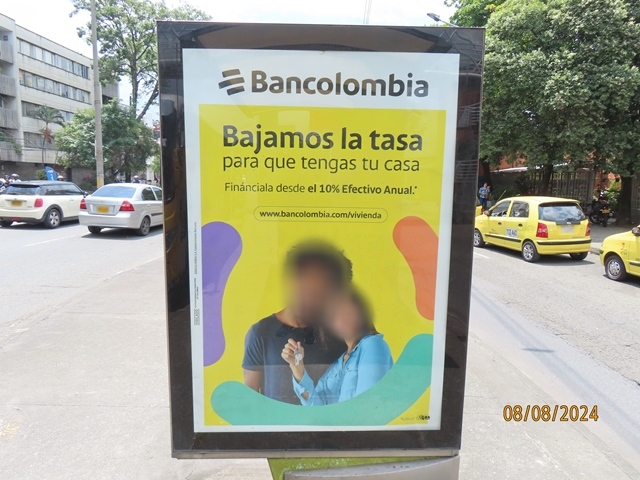 Bancolombia
Bajamos la tasa
para que tengas tu casa
Finánciala desde el 10% Efectivo Anual.*
www.bancolombia.com/vivienda
08/08/2024